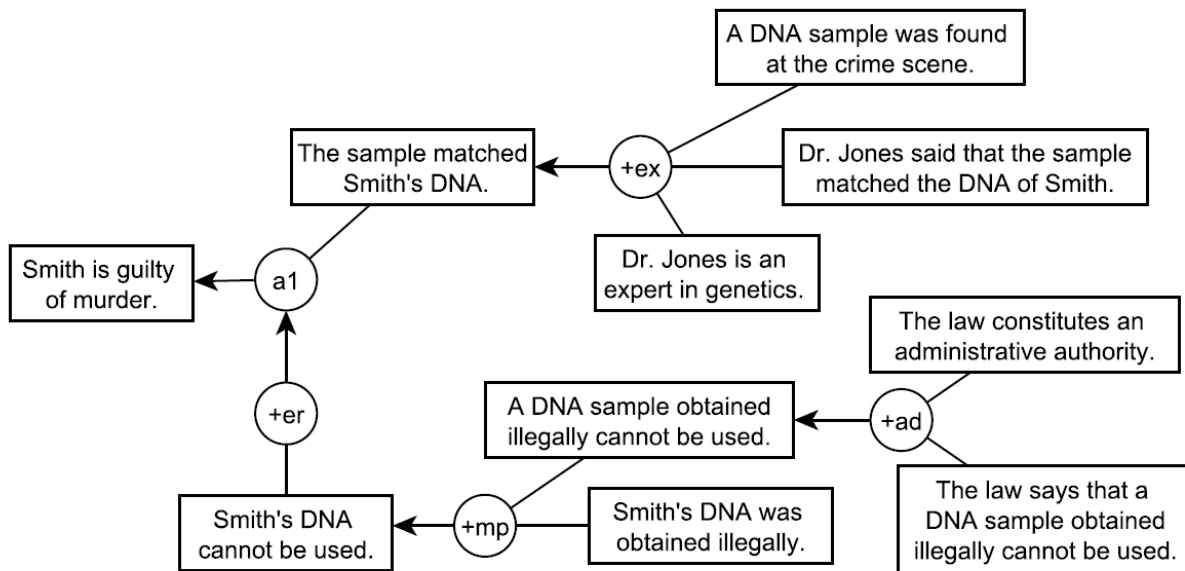 A DNA sample was found
at the crime scene.
The sample matched
Smith's DNA.
+ex
Dr. Jones said that the sample
matched the DNA of Smith.
Smith is guilty
of murder.
a1
Dr. Jones is an
expert in genetics.
The law constitutes an
administrative authority.
+er
A DNA sample obtained
illegally cannot be used.
+ad
Smith's DNA
cannot be used.
+mp
Smith's DNA was
obtained illegally.
The law says that a
DNA sample obtained
illegally cannot be used.